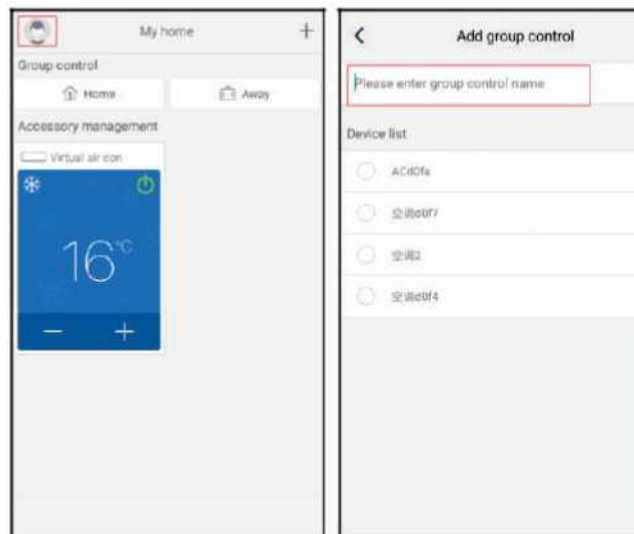 My home
+
Group control
Home
Away
Accessory management
Virtual air con
16°C
− +
Add group control
Please enter group control name
Device list
ACd0fa
空调d0f7
空调2
空调d0f4